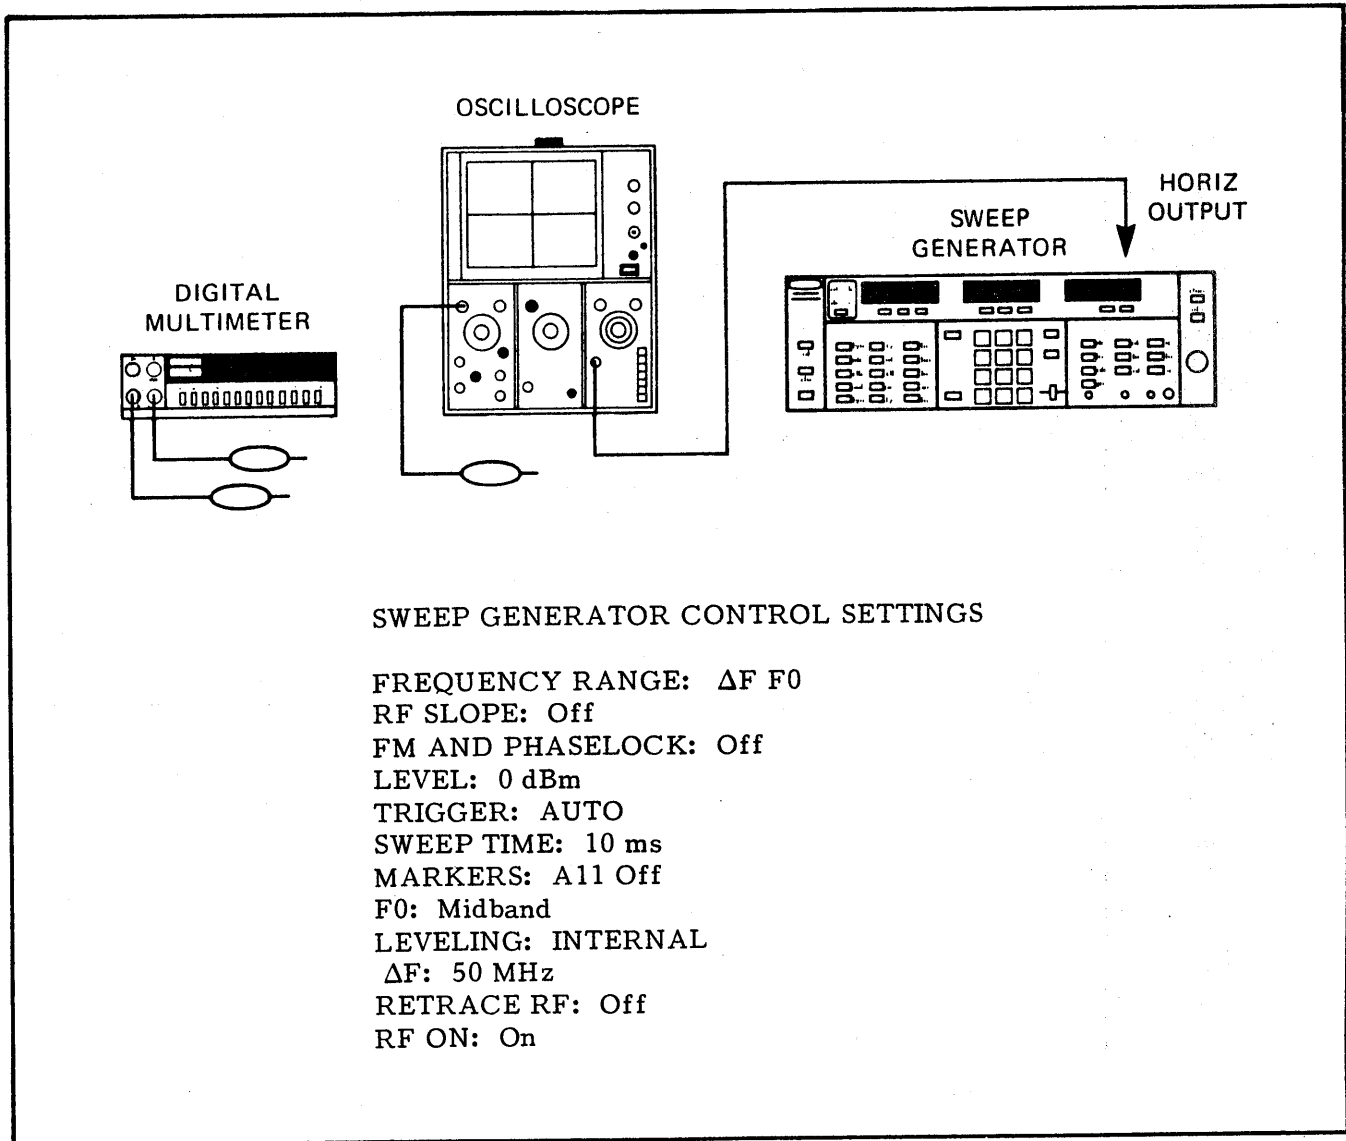 OSCILLOSCOPE
HORIZ
OUTPUT
SWEEP
GENERATOR
DIGITAL
MULTIMETER
SWEEP GENERATOR CONTROL SETTINGS
FREQUENCY RANGE: ΔF F0
RF SLOPE: Off
FM AND PHASELOCK: Off
LEVEL: 0 dBm
TRIGGER: AUTO
SWEEP TIME: 10 ms
MARKERS: All Off
F0: Midband
LEVELING: INTERNAL
ΔF: 50 MHz
RETRACE RF: Off
RF ON: On